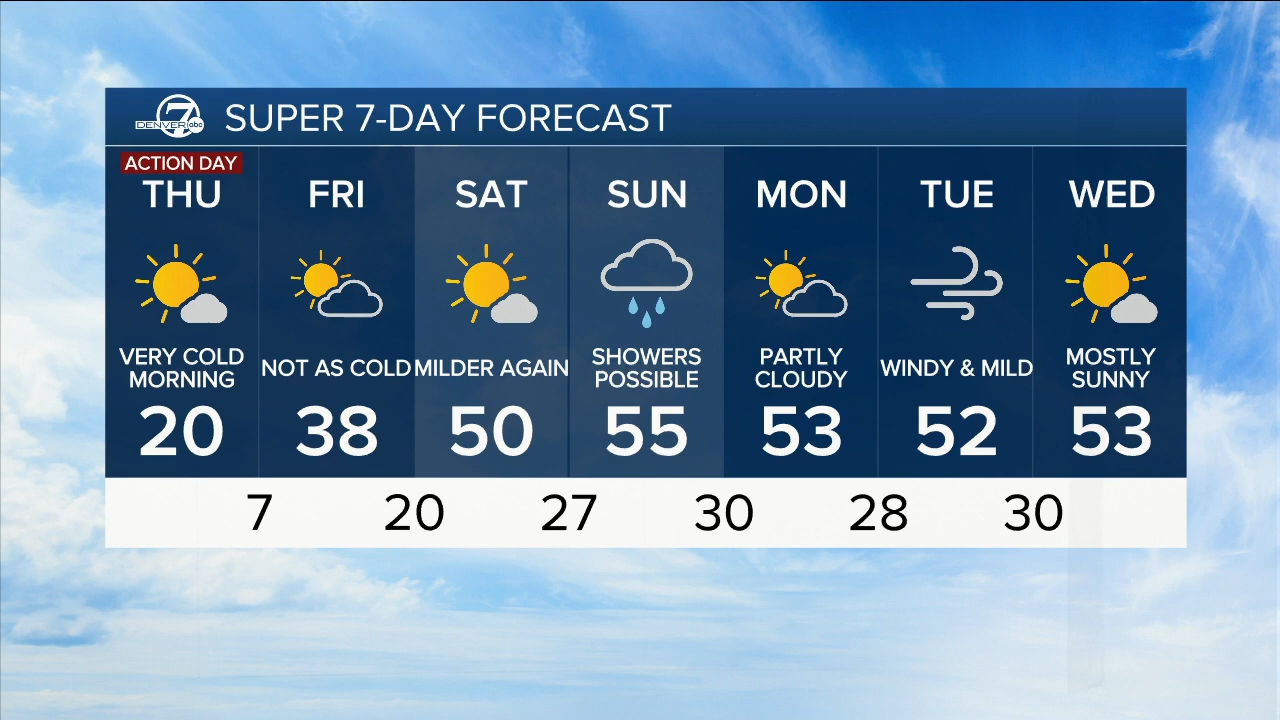 DENVER 7 abc
SUPER 7-DAY FORECAST
ACTION DAY
THU
FRI
SAT
SUN
MON
TUE
WED
VERY COLD
MORNING
NOT AS COLD
MILDER AGAIN
SHOWERS
POSSIBLE
PARTLY
CLOUDY
WINDY & MILD
MOSTLY
SUNNY
20
38
50
55
53
52
53
7
20
27
30
28
30